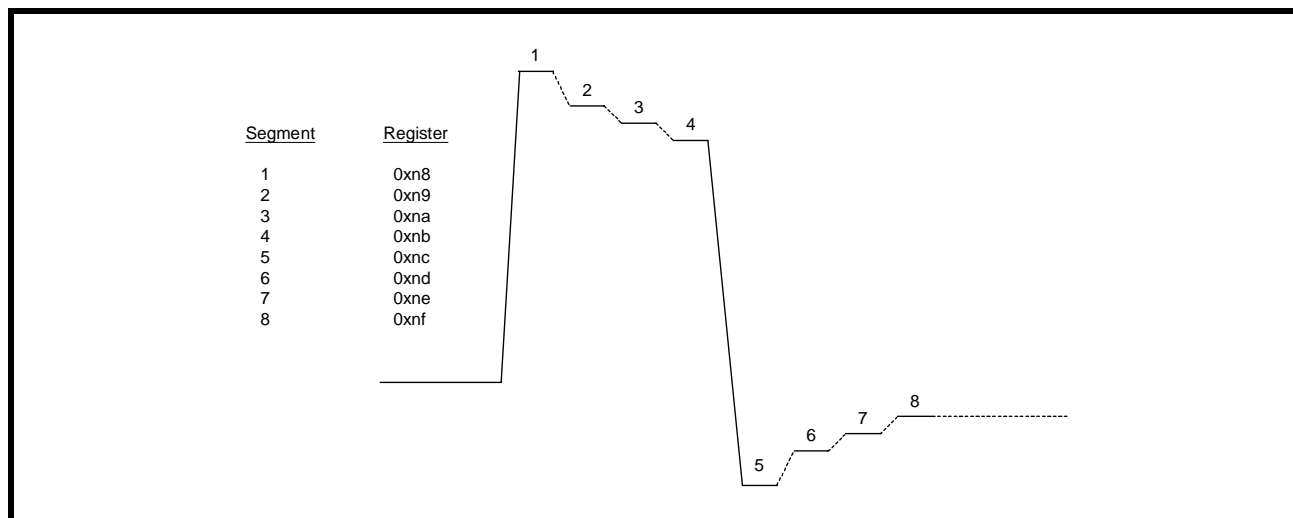 Segment Register
1 0xn8
2 0xn9
3 0xna
4 0xnb
5 0xnc
6 0xnd
7 0xne
8 0xnf
1
2
3
4
5
6
7
8